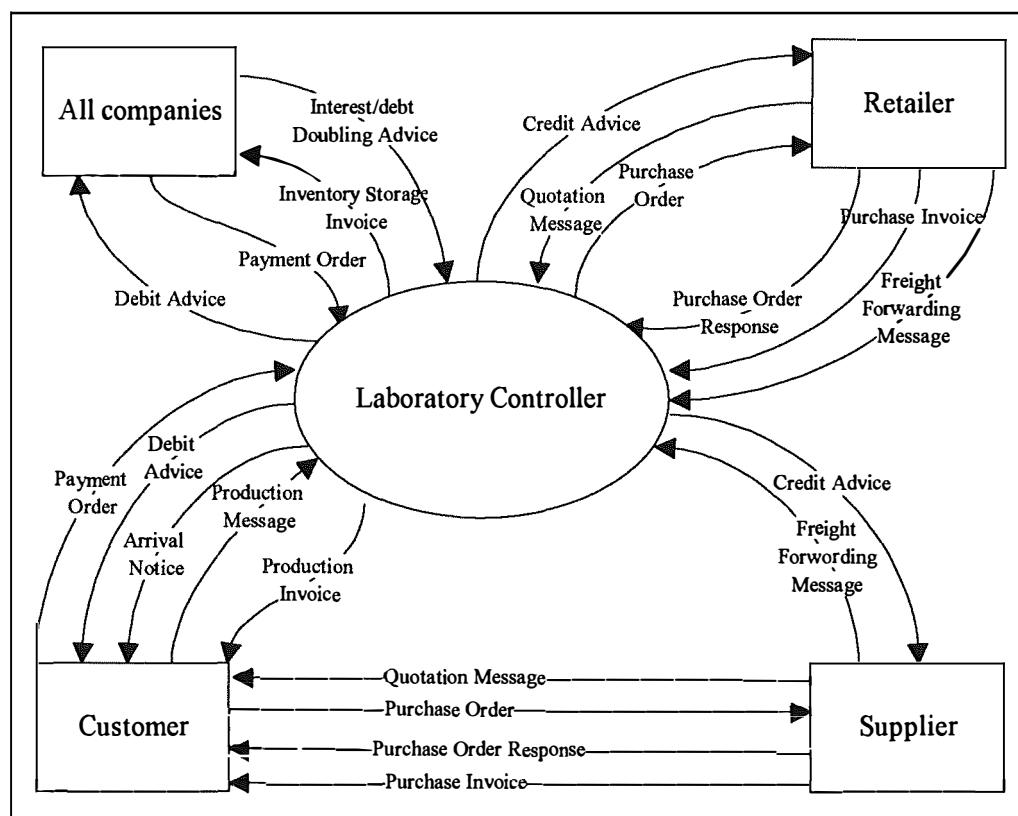 All companies
Interest/debt
Doubling Advice
Inventory Storage
Invoice
Payment Order
Debit Advice
Credit Advice
Retailer
Purchase
Order
Quotation
Message
Purchase Invoice
Purchase Order
Response
Freight
Forwarding
Message
Laboratory Controller
Payment
Order
Debit
Advice
Production
Message
Arrival
Notice
Production
Invoice
Credit Advice
Freight
Forwording
Message
Customer
Quotation Message
Purchase Order
Purchase Order Response
Purchase Invoice
Supplier